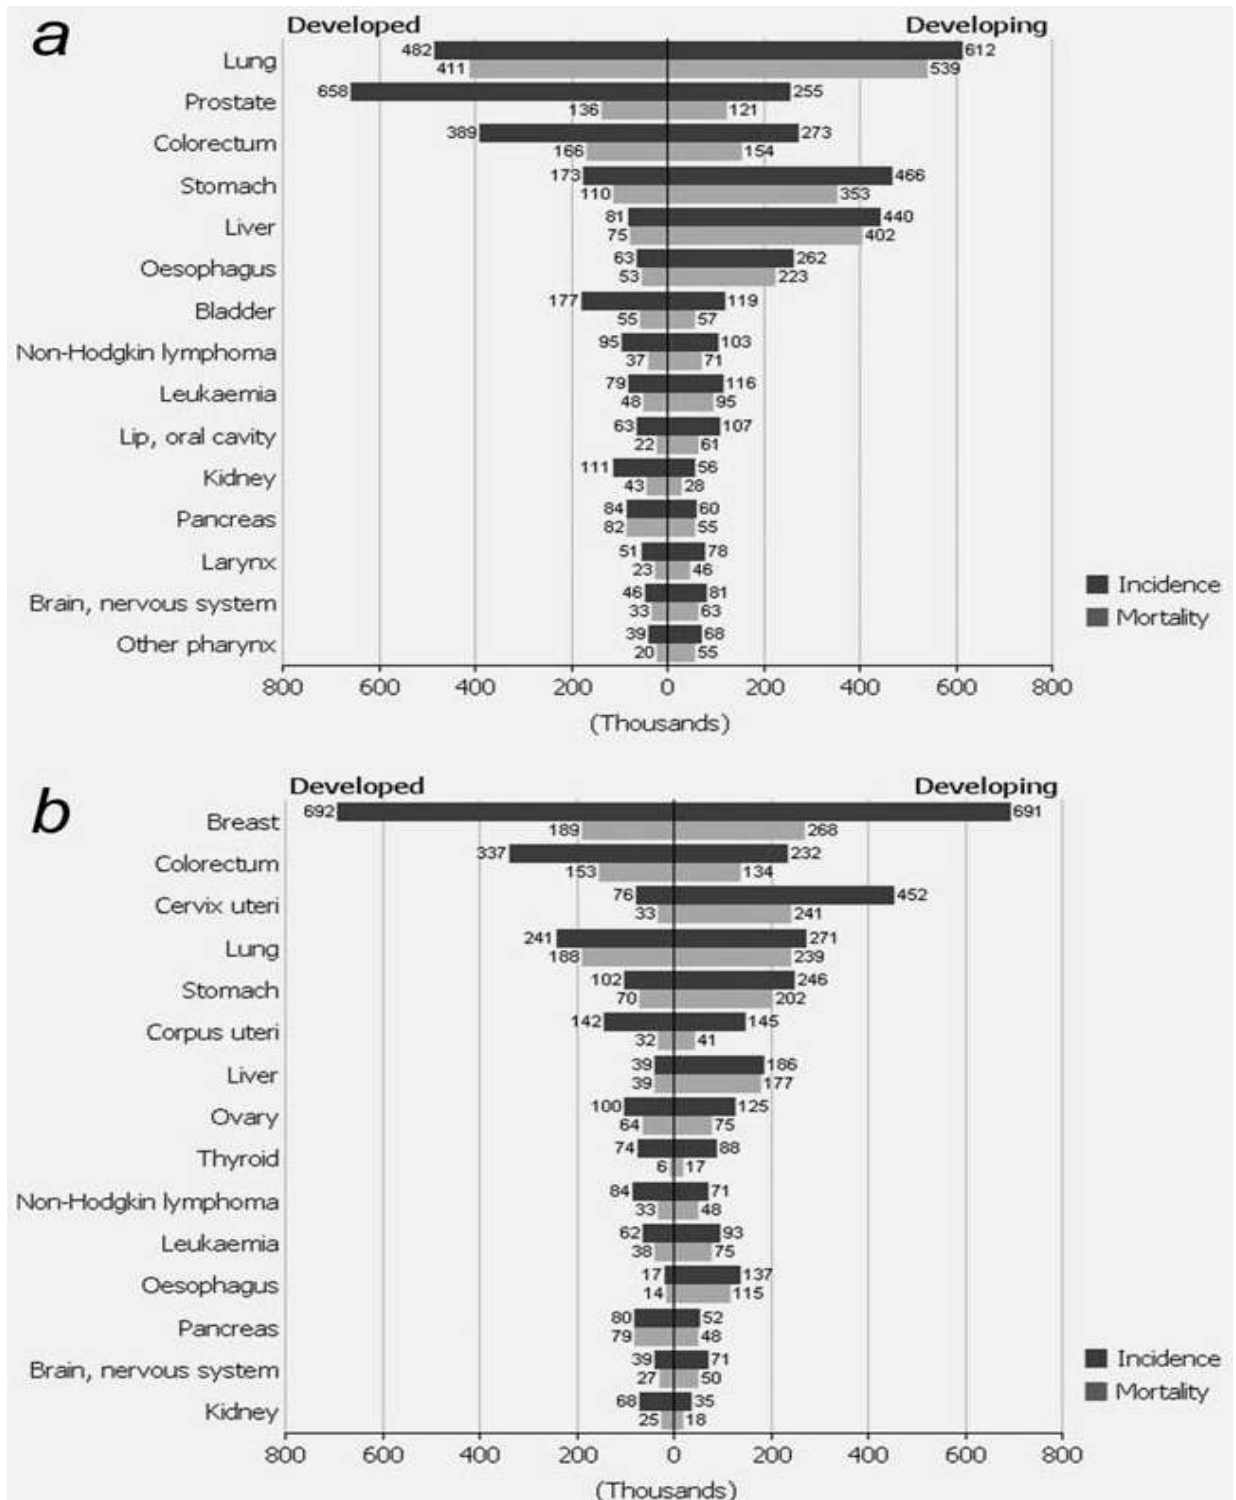 a
Developed Developing
482 612
Lung
411 539
658 255
Prostate
136 121
389 273
Colorectum
166 154
173 466
Stomach
110 353
81 440
Liver
75 402
63 262
Oesophagus
53 223
177 119
Bladder
55 57
95 103
Non-Hodgkin lymphoma
37 71
79 116
Leukaemia
48 95
63 107
Lip, oral cavity
22 61
111 56
Kidney
43 28
84 60
Pancreas
82 55
51 78
Larynx
23 46
46 81
Brain, nervous system
33 63
39 68
Other pharynx
20 55
Incidence
Mortality
800 600 400 200 0 200 400 600 800
(Thousands)
b
Developed Developing
692 691
Breast
189 268
337 232
Colorectum
153 134
76 452
Cervix uteri
33 241
241 271
Lung
188 239
102 246
Stomach
70 202
142 145
Corpus uteri
32 41
39 186
Liver
39 177
100 125
Ovary
64 75
74 88
Thyroid
6 17
84 71
Non-Hodgkin lymphoma
33 48
62 93
Leukaemia
38 75
17 137
Oesophagus
14 115
80 52
Pancreas
79 48
39 71
Brain, nervous system
27 50
68 35
Kidney
25 18
Incidence
Mortality
800 600 400 200 0 200 400 600 800
(Thousands)